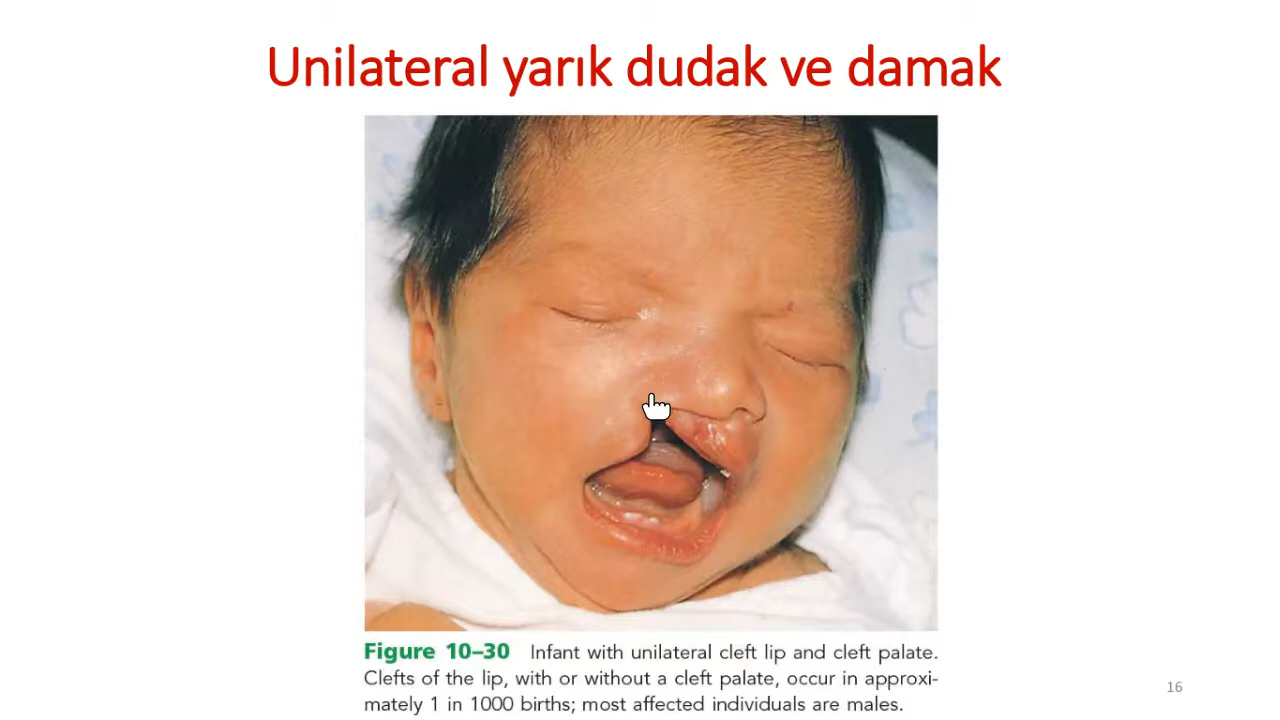 Unilateral yarık dudak ve damak
Figure 10–30 Infant with unilateral cleft lip and cleft palate.
Clefts of the lip, with or without a cleft palate, occur in approxi-
mately 1 in 1000 births; most affected individuals are males.
16